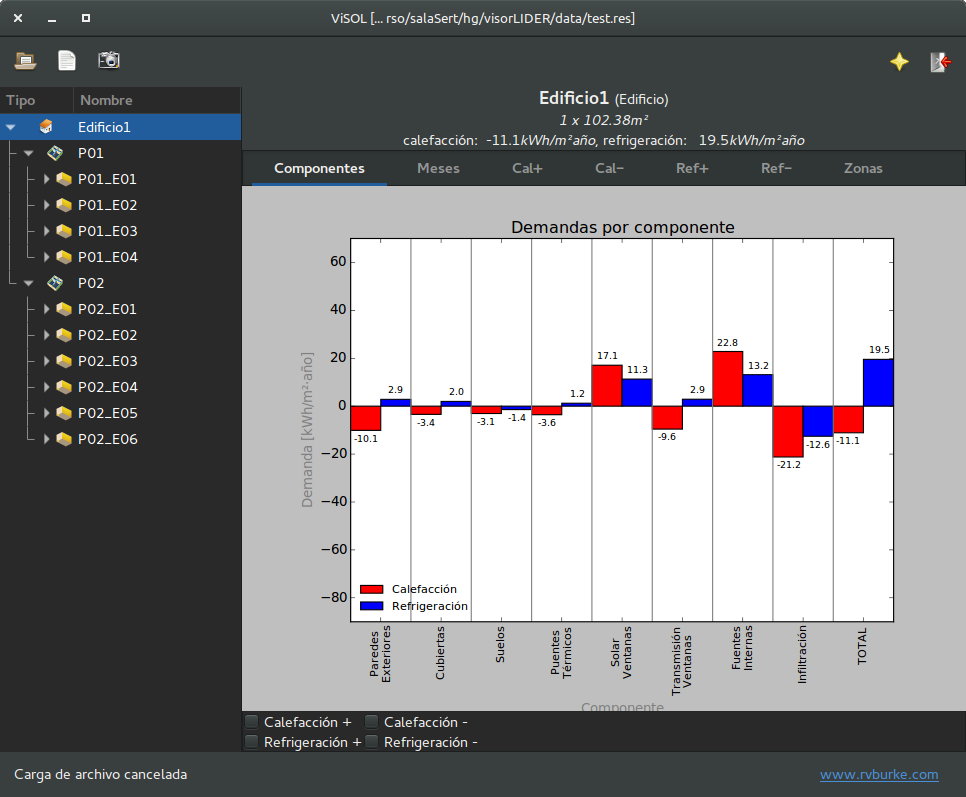 ViSOL [... rso/salaSert/hg/visorLIDER/data/test.res]
Tipo Nombre
Edificio1
P01
P01_E01
P01_E02
P01_E03
P01_E04
P02
P02_E01
P02_E02
P02_E03
P02_E04
P02_E05
P02_E06
Edificio1 (Edificio)
1 x 102.38m²
calefacción: -11.1kWh/m²año, refrigeración: 19.5kWh/m²año
Componentes Meses Cal+ Cal− Ref+ Ref− Zonas
Demandas por componente
Demanda [kWh/m²·año]
60
40
20
0
−20
−40
−60
−80
-10.1 2.9 -3.4 2.0 -3.1 -1.4 -3.6 1.2 17.1 11.3 -9.6 2.9 22.8 13.2 -21.2 -12.6 -11.1 19.5
Calefacción
Refrigeración
Paredes
Exteriores
Cubiertas
Suelos
Puentes
Térmicos
Solar
Ventanas
Transmisión
Ventanas
Fuentes
Internas
Infiltración
TOTAL
Componente
Calefacción + Calefacción -
Refrigeración + Refrigeración -
Carga de archivo cancelada
www.rvburke.com